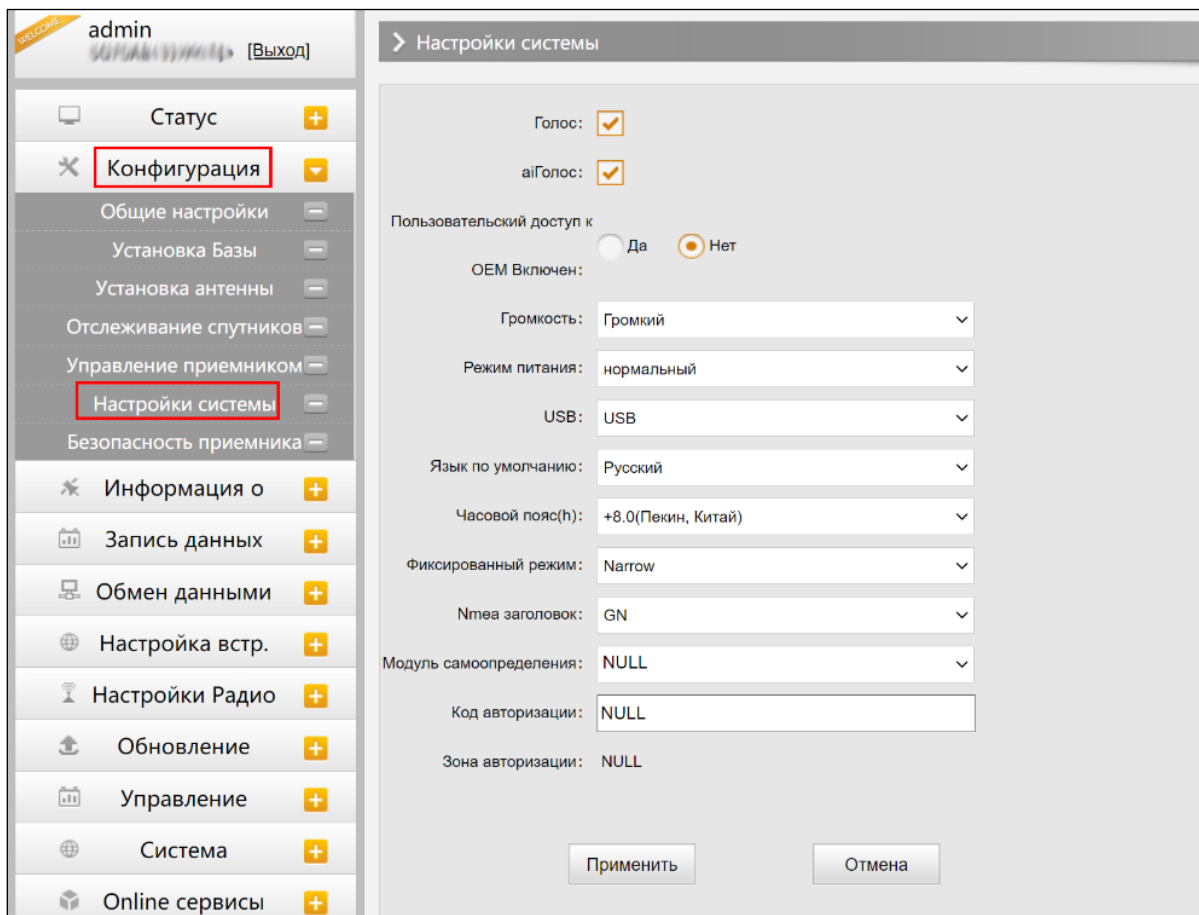 WELCOME
admin
[Выход]
Статус
Конфигурация
Общие настройки
Установка Базы
Установка антенны
Отслеживание спутников
Управление приемником
Настройки системы
Безопасность приемника
Информация о
Запись данных
Обмен данными
Настройка встр.
Настройки Радио
Обновление
Управление
Система
Online сервисы
Настройки системы
Голос:
aiГолос:
Пользовательский доступ к
OEM Включен:
Да Нет
Громкость: Громкий
Режим питания: нормальный
USB: USB
Язык по умолчанию: Русский
Часовой пояс(h): +8.0(Пекин, Китай)
Фиксированный режим: Narrow
Nmea заголовок: GN
Модуль самоопределения: NULL
Код авторизации: NULL
Зона авторизации: NULL
Применить Отмена